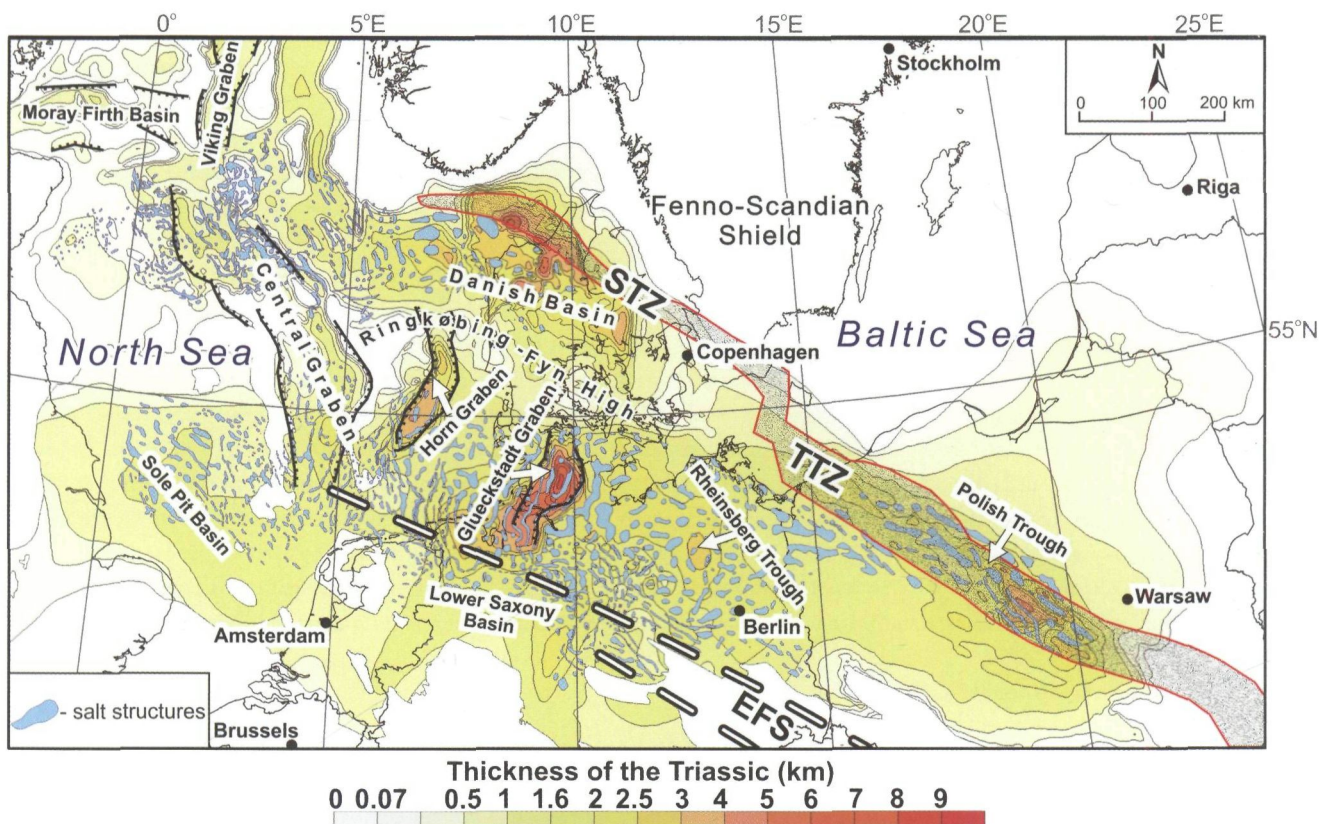 0°
5°E
10°E
15°E
20°E
25°E
Stockholm
N
0 100 200 km
Moray Firth Basin
Viking Graben
Riga
Fenno-Scandian
Shield
STZ
Central Graben
Danish Basin
Ringkøbing-Fyn-High
North Sea
Baltic Sea
55°N
Copenhagen
Horn Graben
Glueckstadt Graben
TTZ
Sole Pit Basin
Rheinsberg Trough
Polish Trough
Lower Saxony
Basin
Warsaw
Berlin
Amsterdam
EFS
- salt structures
Brussels
Thickness of the Triassic (km)
0 0.07 0.5 1 1.6 2 2.5 3 4 5 6 7 8 9